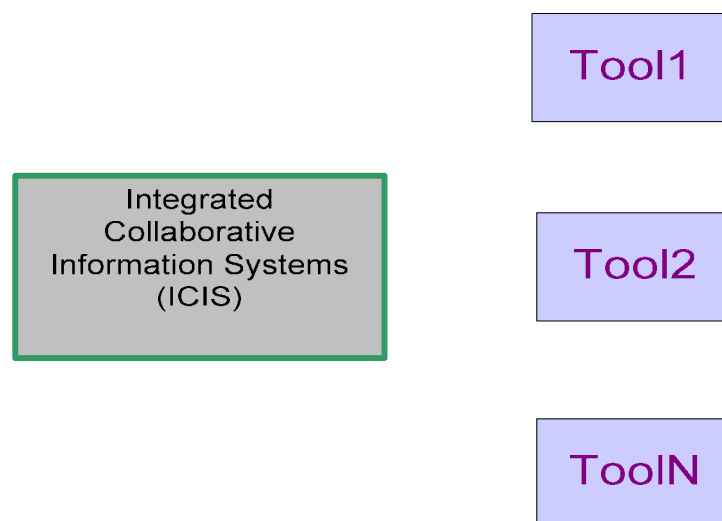 Tool1
Integrated
Collaborative
Information Systems
(ICIS)
Tool2
ToolN